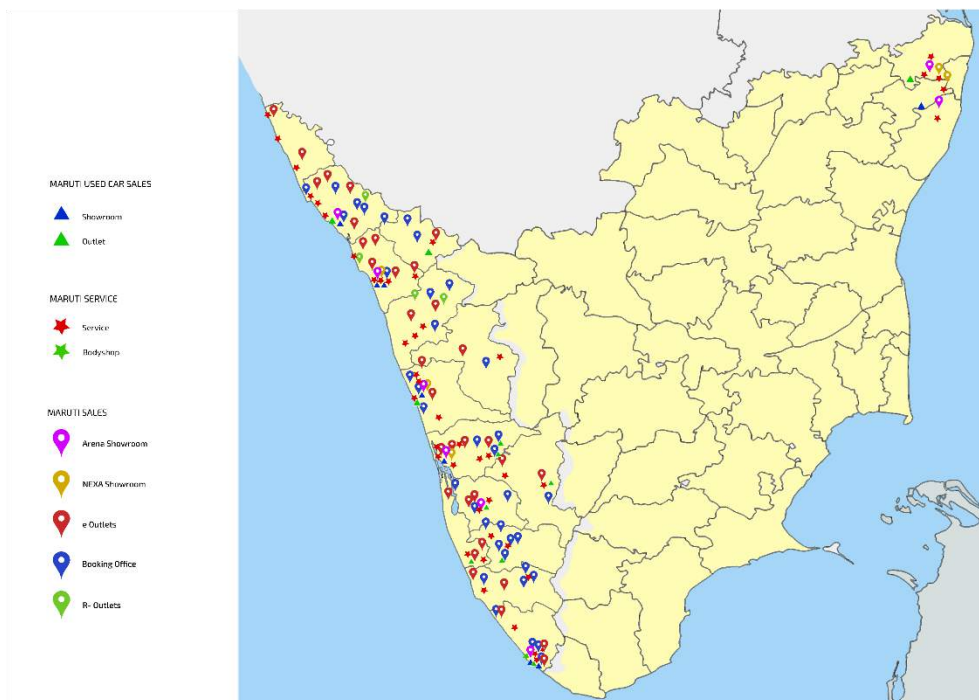 MARUTI USED CAR SALES
Showroom
Outlet
MARUTI SERVICE
Service
Bodyshop
MARUTI SALES
Arena Showroom
NEXA Showroom
e Outlets
Booking Office
R- Outlets